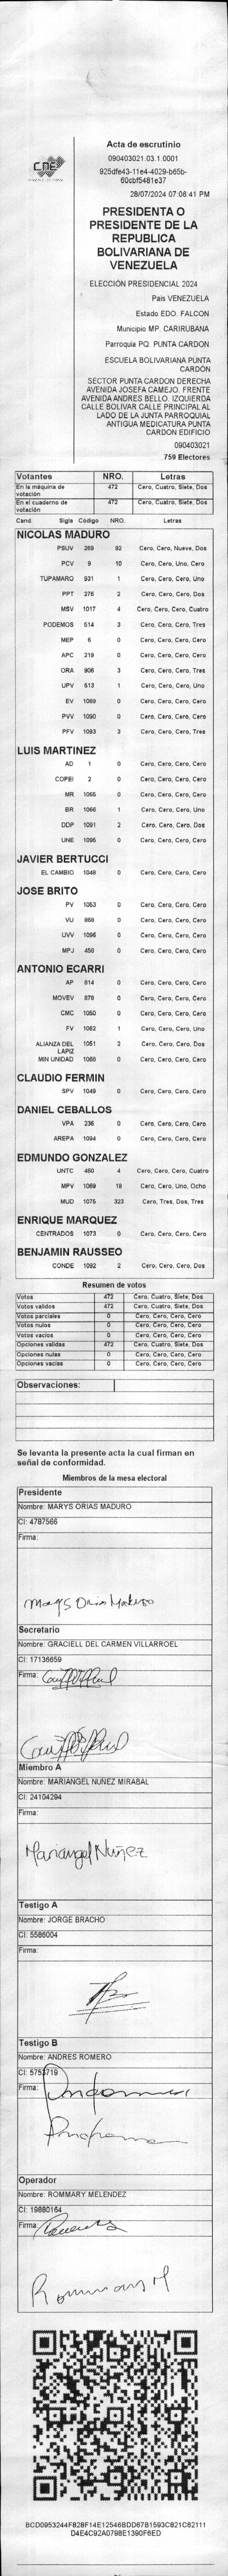 CNE
Acta de escrutinio
090403021.03.1.0001
925dfe43-11e4-4029-b65b-
60cbf5481e37
28/07/2024 07:06:41 PM
PRESIDENTA O
PRESIDENTE DE LA
REPUBLICA
BOLIVARIANA DE
VENEZUELA
ELECCIÓN PRESIDENCIAL 2024
País VENEZUELA
Estado EDO. FALCON
Municipio MP. CARIRUBANA
Parroquia PQ. PUNTA CARDON
ESCUELA BOLIVARIANA PUNTA
CARDÓN
SECTOR PUNTA CARDON DERECHA
AVENIDA JOSEFA CAMEJO. FRENTE
AVENIDA ANDRES BELLO. IZQUIERDA
CALLE BOLIVAR CALLE PRINCIPAL AL
LADO DE LA JUNTA PARROQUIAL
ANTIGUA MEDICATURA PUNTA
CARDON EDIFICIO
090403021
759 Electores
Votantes NRO. Letras
En la máquina de votación 472 Cero, Cuatro, Siete, Dos
En el cuaderno de votación 472 Cero, Cuatro, Siete, Dos
Cand. Sigla Código NRO. Letras
NICOLAS MADURO
PSUV 269 92 Cero, Cero, Nueve, Dos
PCV 9 10 Cero, Cero, Uno, Cero
TUPAMARO 931 1 Cero, Cero, Cero, Uno
PPT 276 2 Cero, Cero, Cero, Dos
MSV 1017 4 Cero, Cero, Cero, Cuatro
PODEMOS 514 3 Cero, Cero, Cero, Tres
MEP 6 0 Cero, Cero, Cero, Cero
APC 219 0 Cero, Cero, Cero, Cero
ORA 906 3 Cero, Cero, Cero, Tres
UPV 613 1 Cero, Cero, Cero, Uno
EV 1089 0 Cero, Cero, Cero, Cero
PVV 1090 0 Cero, Cero, Cero, Cero
PFV 1093 3 Cero, Cero, Cero, Tres
LUIS MARTINEZ
AD 1 0 Cero, Cero, Cero, Cero
COPEI 2 0 Cero, Cero, Cero, Cero
MR 1065 0 Cero, Cero, Cero, Cero
BR 1066 1 Cero, Cero, Cero, Uno
DDP 1091 2 Cero, Cero, Cero, Dos
UNE 1095 0 Cero, Cero, Cero, Cero
JAVIER BERTUCCI
EL CAMBIO 1048 0 Cero, Cero, Cero, Cero
JOSE BRITO
PV 1053 0 Cero, Cero, Cero, Cero
VU 868 0 Cero, Cero, Cero, Cero
UVV 1096 0 Cero, Cero, Cero, Cero
MPJ 458 0 Cero, Cero, Cero, Cero
ANTONIO ECARRI
AP 814 0 Cero, Cero, Cero, Cero
MOVEV 878 0 Cero, Cero, Cero, Cero
CMC 1050 0 Cero, Cero, Cero, Cero
FV 1062 1 Cero, Cero, Cero, Uno
ALIANZA DEL LAPIZ 1051 2 Cero, Cero, Cero, Dos
MIN UNIDAD 1068 0 Cero, Cero, Cero, Cero
CLAUDIO FERMIN
SPV 1049 0 Cero, Cero, Cero, Cero
DANIEL CEBALLOS
VPA 236 0 Cero, Cero, Cero, Cero
AREPA 1094 0 Cero, Cero, Cero, Cero
EDMUNDO GONZALEZ
UNTC 480 4 Cero, Cero, Cero, Cuatro
MPV 1069 18 Cero, Cero, Uno, Ocho
MUD 1075 323 Cero, Tres, Dos, Tres
ENRIQUE MARQUEZ
CENTRADOS 1073 0 Cero, Cero, Cero, Cero
BENJAMIN RAUSSEO
CONDE 1092 2 Cero, Cero, Cero, Dos
Resumen de votos
Votos 472 Cero, Cuatro, Siete, Dos
Votos validos 472 Cero, Cuatro, Siete, Dos
Votos parciales 0 Cero, Cero, Cero, Cero
Votos nulos 0 Cero, Cero, Cero, Cero
Votos vacios 0 Cero, Cero, Cero, Cero
Opciones validas 472 Cero, Cuatro, Siete, Dos
Opciones nulas 0 Cero, Cero, Cero, Cero
Opciones vacias 0 Cero, Cero, Cero, Cero
Observaciones:
Se levanta la presente acta la cual firman en
señal de conformidad.
Miembros de la mesa electoral
Presidente
Nombre: MARYS ORIAS MADURO
CI: 4787566
Firma:
Marys Orias Maduro
Secretario
Nombre: GRACIELL DEL CARMEN VILLARROEL
CI: 17136659
Firma:
Miembro A
Nombre: MARIANGEL NUÑEZ MIRABAL
CI: 24104294
Firma:
Mariangel Nuñez
Testigo A
Nombre: JORGE BRACHO
CI: 5586004
Firma:
Testigo B
Nombre: ANDRES ROMERO
CI: 5753719
Firma:
Operador
Nombre: ROMMARY MELENDEZ
CI: 19880164
Firma:
Rommary M
BCD0953244F828F14E12546BDD67B1593C821C62111
D4E4C92A0798E1390F6ED